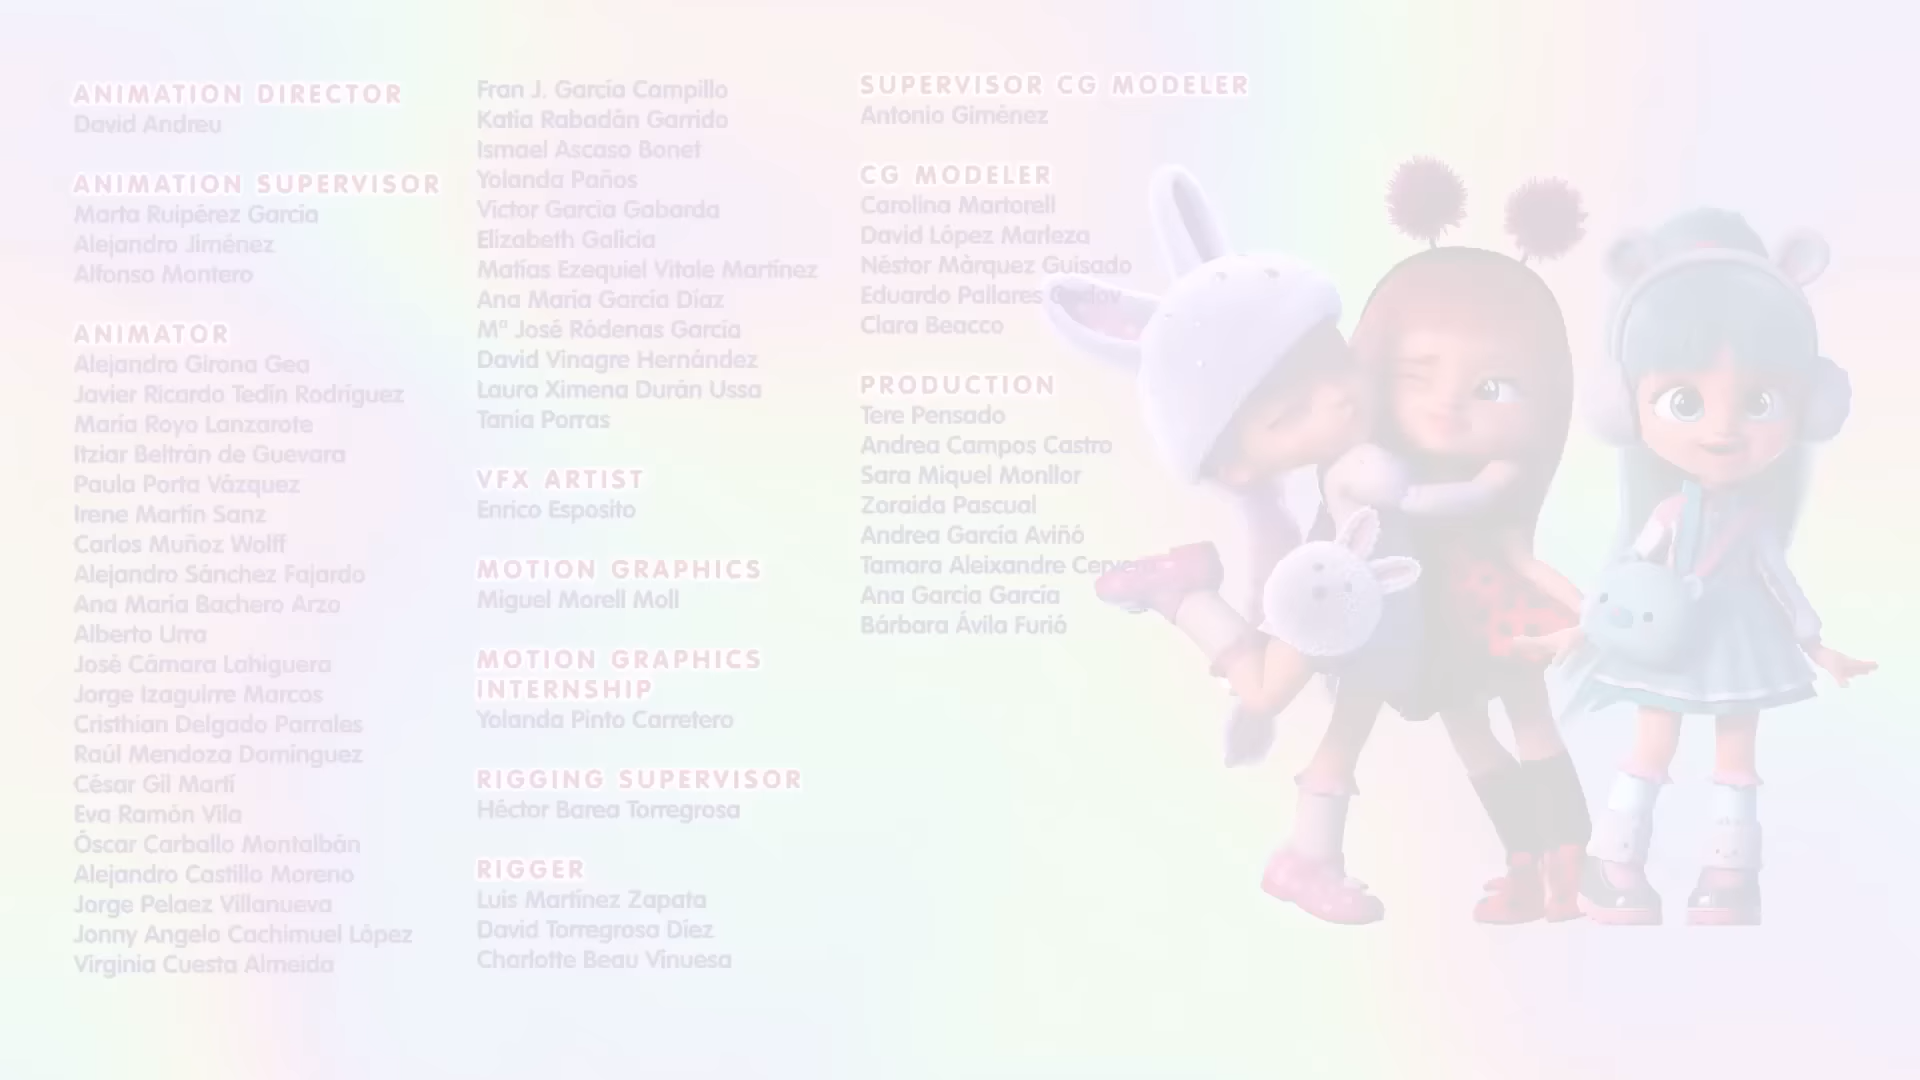 ANIMATION DIRECTOR
David Andreu
ANIMATION SUPERVISOR
Marta Ruipérez García
Alejandro Jiménez
Alfonso Montero
ANIMATOR
Alejandro Girona Gea
Javier Ricardo Tedín Rodríguez
María Royo Lanzarote
Itziar Beltrán de Guevara
Paula Porta Vázquez
Irene Martín Sanz
Carlos Muñoz Wolff
Alejandro Sánchez Fajardo
Ana María Bachero Arzo
Alberto Urra
José Cámara Lahiguera
Jorge Izaguirre Marcos
Cristhian Delgado Parrales
Raúl Mendoza Domínguez
César Gil Martí
Eva Ramón Vila
Óscar Carballo Montalbán
Alejandro Castillo Moreno
Jorge Pelaez Villanueva
Jonny Angelo Cachimuel López
Virginia Cuesta Almeida
Fran J. García Campillo
Katia Rabadán Garrido
Ismael Ascaso Bonet
Yolanda Paños
Víctor García Gabarda
Elizabeth Galicia
Matías Ezequiel Vitale Martínez
Ana María García Díaz
Mª José Ródenas García
David Vinagre Hernández
Laura Ximena Durán Ussa
Tania Porras
VFX ARTIST
Enrico Esposito
MOTION GRAPHICS
Miguel Morell Moll
MOTION GRAPHICS
INTERNSHIP
Yolanda Pinto Carretero
RIGGING SUPERVISOR
Héctor Barea Torregrosa
RIGGER
Luis Martínez Zapata
David Torregrosa Díez
Charlotte Beau Vinuesa
SUPERVISOR CG MODELER
Antonio Giménez
CG MODELER
Carolina Martorell
David López Marleza
Néstor Màrquez Guisado
Eduardo Pallares
Clara Beacco
PRODUCTION
Tere Pensado
Andrea Campos Castro
Sara Miquel Monllor
Zoraida Pascual
Andrea García Aviñó
Tamara Aleixandre Cervera
Ana García García
Bárbara Ávila Furió